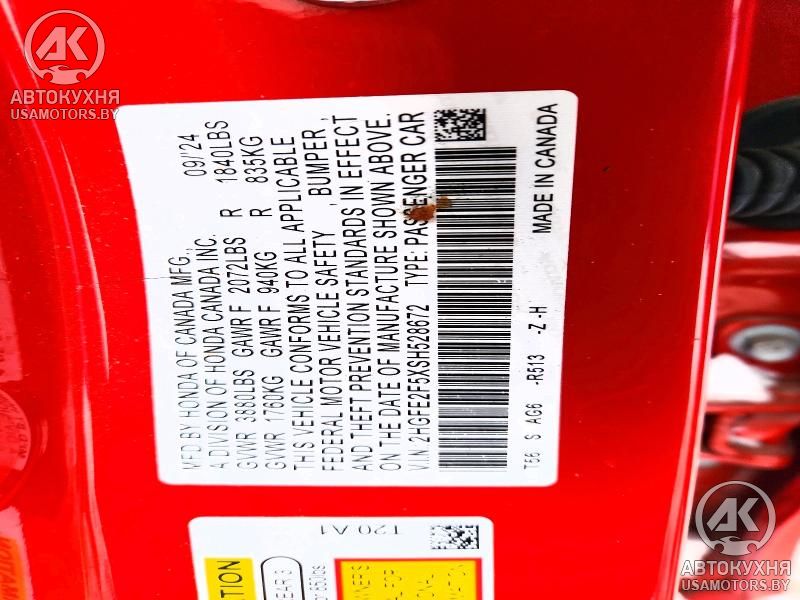 AK
АВТОКУХНЯ
USAMOTORS.BY
MFD BY HONDA OF CANADA MFG., 09/'24
A DIVISION OF HONDA CANADA INC.
GVWR 3880LBS GAWR F 2072LBS R 1840LBS
GVWR 1760KG GAWR F 940KG R 835KG
THIS VEHICLE CONFORMS TO ALL APPLICABLE
FEDERAL MOTOR VEHICLE SAFETY , BUMPER ,
AND THEFT PREVENTION STANDARDS IN EFFECT
ON THE DATE OF MANUFACTURE SHOWN ABOVE.
V.I.N. 2HGFE2F5XSH528672 TYPE: PASSENGER CAR
T56 S AG6 -R513 -Z -H MADE IN CANADA
T20 A1
AK
АВТОКУХНЯ
USAMOTORS.BY